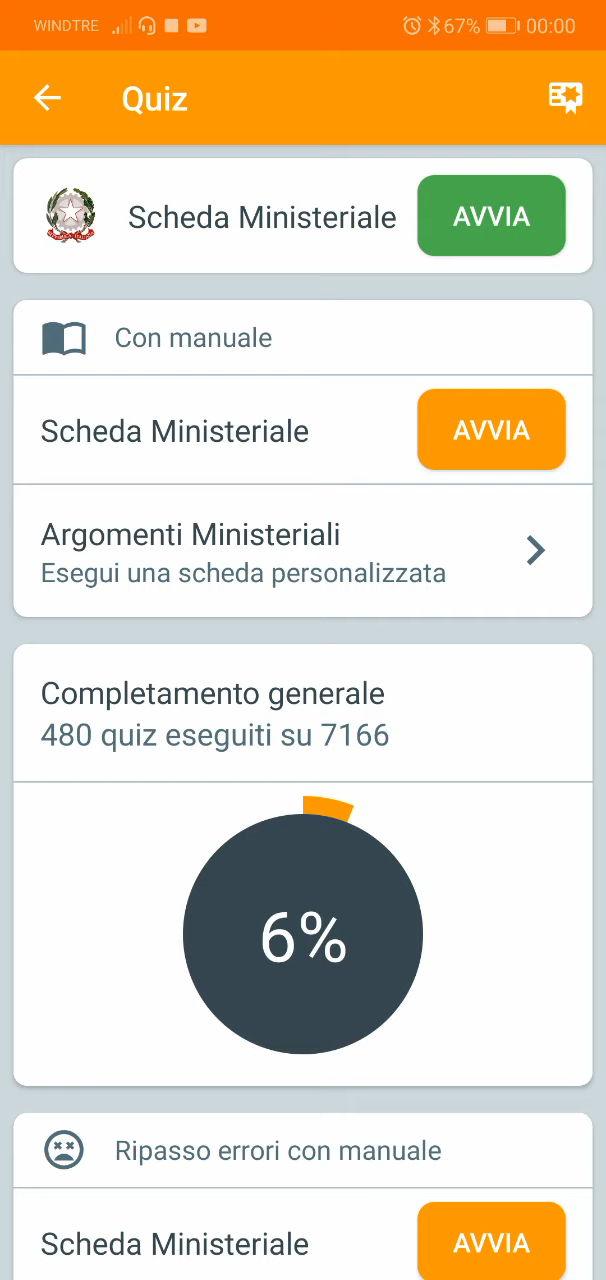 WINDTRE 67% 00:00
Quiz
Scheda Ministeriale AVVIA
Con manuale
Scheda Ministeriale AVVIA
Argomenti Ministeriali
Esegui una scheda personalizzata
Completamento generale
480 quiz eseguiti su 7166
6%
Ripasso errori con manuale
Scheda Ministeriale AVVIA